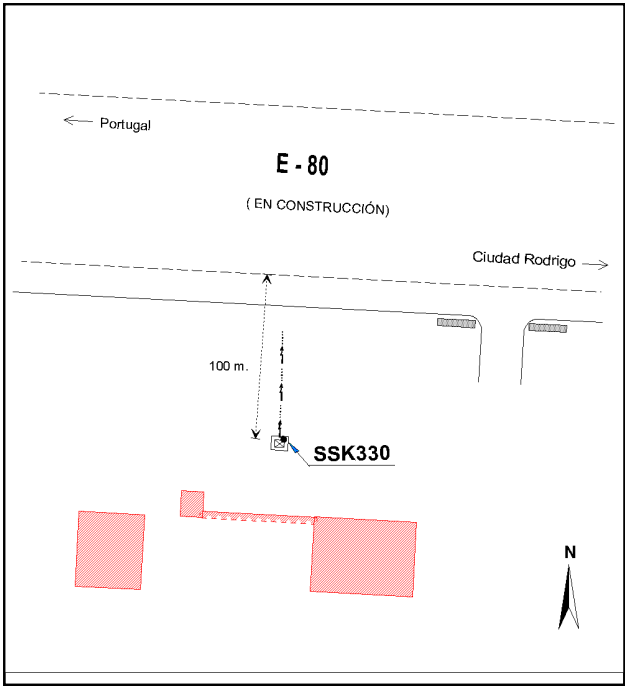 Portugal
E - 80
( EN CONSTRUCCIÓN)
Ciudad Rodrigo
100 m.
SSK330
N